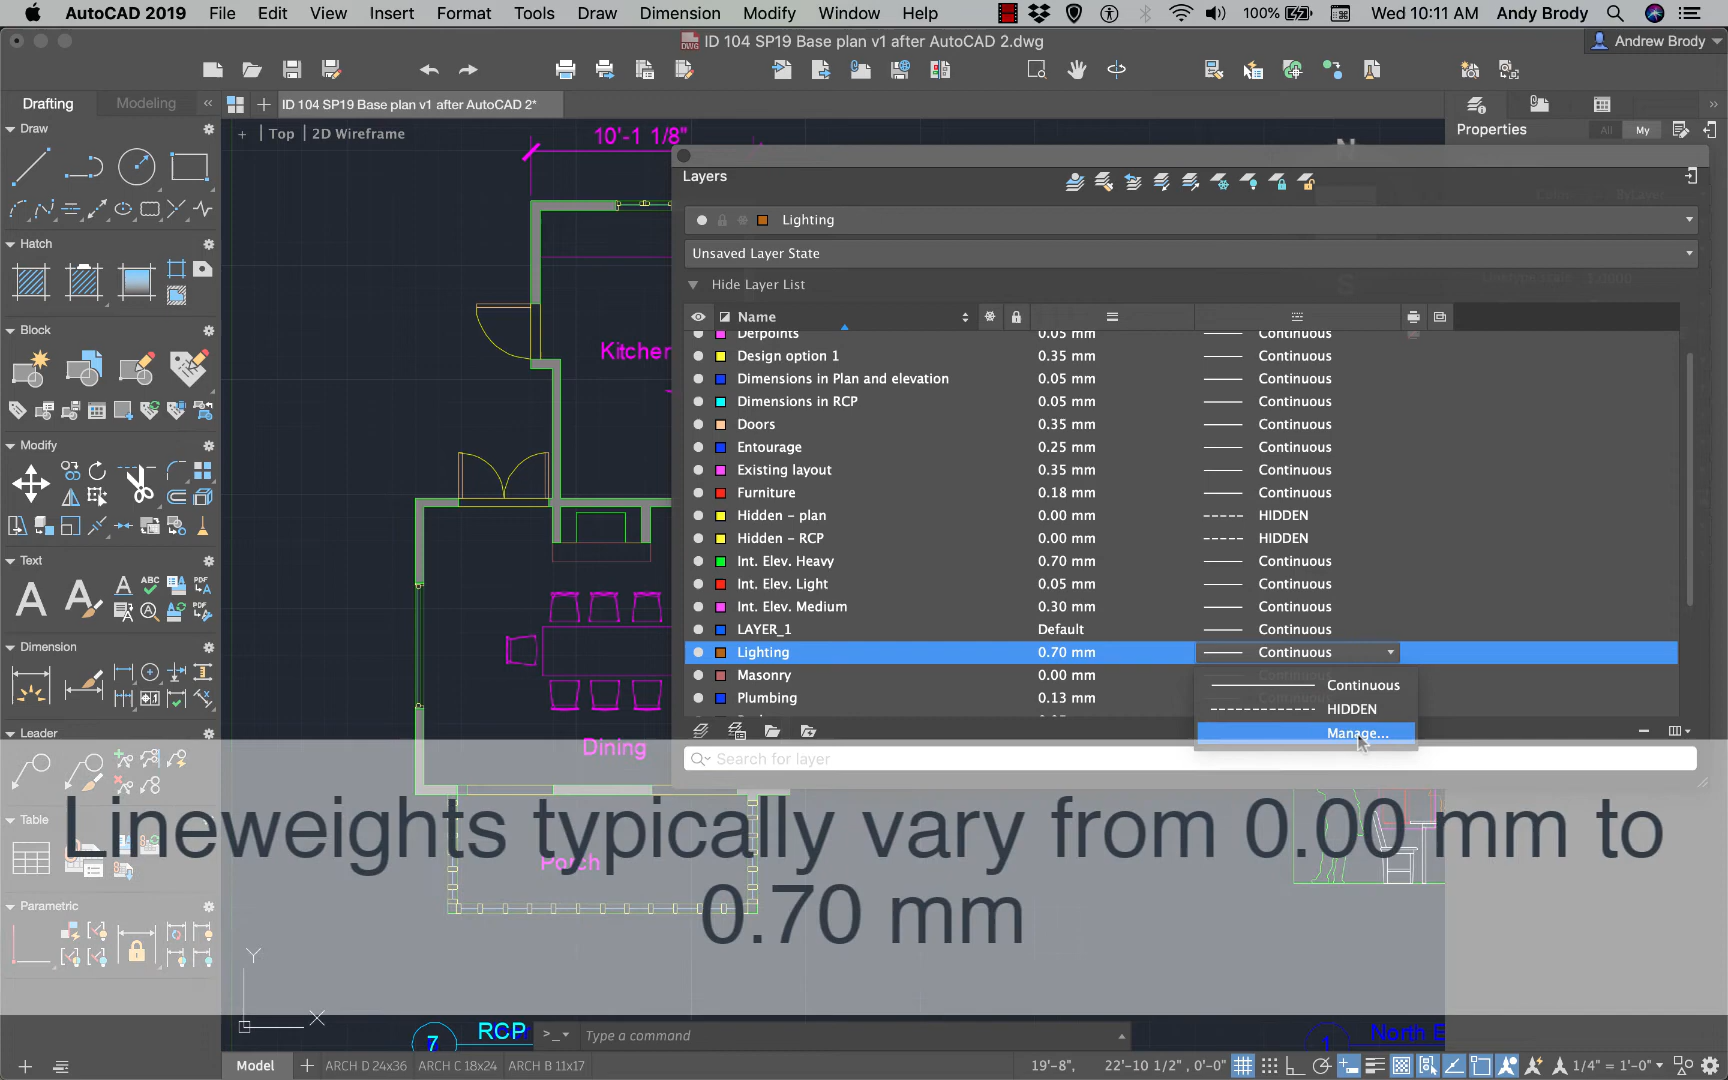 AutoCAD 2019 File Edit View Insert Format Tools Draw Dimension Modify Window Help 100% Wed 10:11 AM Andy Brody
ID 104 SP19 Base plan v1 after AutoCAD 2.dwg
Andrew Brody
Drafting Modeling
ID 104 SP19 Base plan v1 after AutoCAD 2*
Draw
Top 2D Wireframe
Properties All My
10'-1 1/8"
Layers
Lighting
Hatch
Unsaved Layer State
Hide Layer List
Name
Block
Defpoints 0.05 mm Continuous
Kitchen
Design option 1 0.35 mm Continuous
Dimensions in Plan and elevation 0.05 mm Continuous
Dimensions in RCP 0.05 mm Continuous
Doors 0.35 mm Continuous
Modify
Entourage 0.25 mm Continuous
Existing layout 0.35 mm Continuous
Furniture 0.18 mm Continuous
Hidden - plan 0.00 mm HIDDEN
Hidden - RCP 0.00 mm HIDDEN
Text
Int. Elev. Heavy 0.70 mm Continuous
Int. Elev. Light 0.05 mm Continuous
Int. Elev. Medium 0.30 mm Continuous
LAYER_1 Default Continuous
Dimension
Lighting 0.70 mm Continuous
Masonry 0.00 mm
Continuous
Plumbing 0.13 mm
HIDDEN
Manage...
Leader
Dining
Search for layer
Lineweights typically vary from 0.00 mm to
0.70 mm
Table
Porch
Parametric
Y
X
7 RCP
Type a command
1 North E
Model ARCH D 24x36 ARCH C 18x24 ARCH B 11x17
19'-8", 22'-10 1/2" ,0'-0" 1/4" = 1'-0"